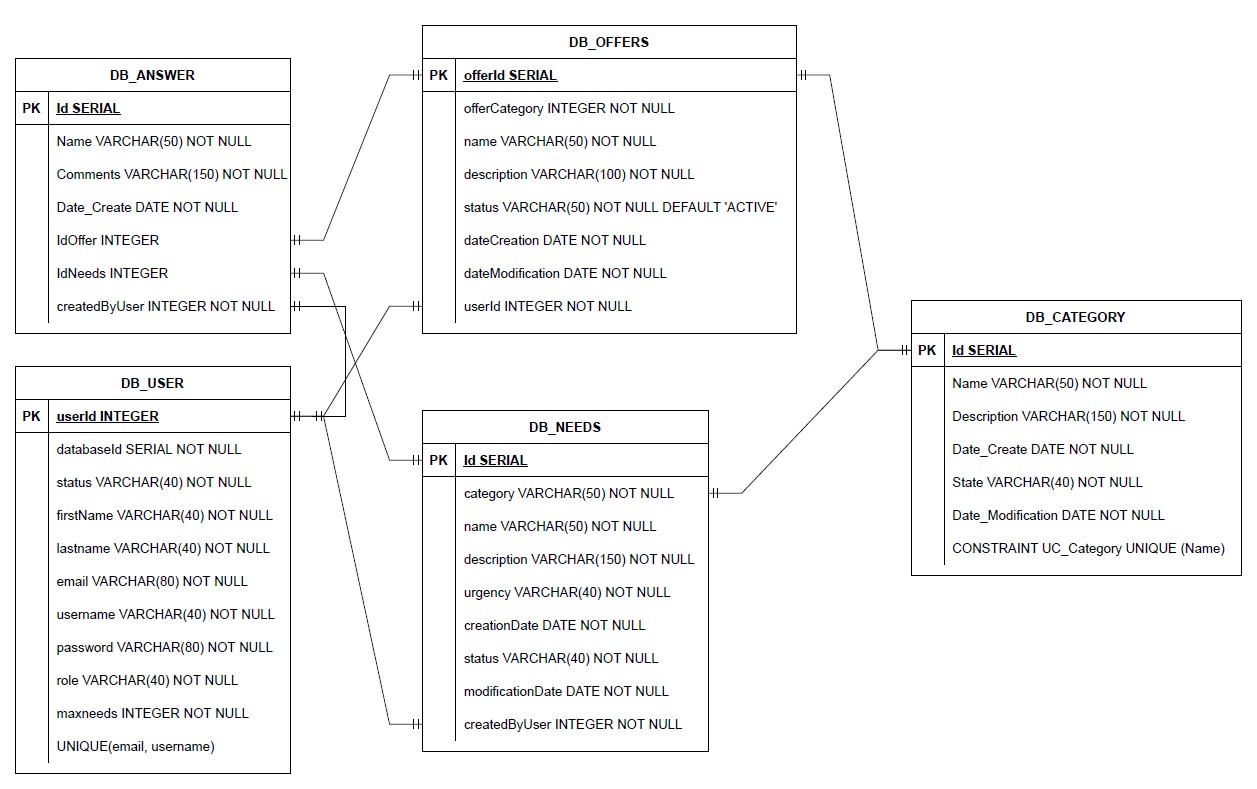 DB_ANSWER
PK Id SERIAL
Name VARCHAR(50) NOT NULL
Comments VARCHAR(150) NOT NULL
Date_Create DATE NOT NULL
IdOffer INTEGER
IdNeeds INTEGER
createdByUser INTEGER NOT NULL
DB_OFFERS
PK offerId SERIAL
offerCategory INTEGER NOT NULL
name VARCHAR(50) NOT NULL
description VARCHAR(100) NOT NULL
status VARCHAR(50) NOT NULL DEFAULT 'ACTIVE'
dateCreation DATE NOT NULL
dateModification DATE NOT NULL
userId INTEGER NOT NULL
DB_CATEGORY
PK Id SERIAL
Name VARCHAR(50) NOT NULL
Description VARCHAR(150) NOT NULL
Date_Create DATE NOT NULL
State VARCHAR(40) NOT NULL
Date_Modification DATE NOT NULL
CONSTRAINT UC_Category UNIQUE (Name)
DB_USER
PK userId INTEGER
databaseId SERIAL NOT NULL
status VARCHAR(40) NOT NULL
firstName VARCHAR(40) NOT NULL
lastname VARCHAR(40) NOT NULL
email VARCHAR(80) NOT NULL
username VARCHAR(40) NOT NULL
password VARCHAR(80) NOT NULL
role VARCHAR(40) NOT NULL
maxneeds INTEGER NOT NULL
UNIQUE(email, username)
DB_NEEDS
PK Id SERIAL
category VARCHAR(50) NOT NULL
name VARCHAR(50) NOT NULL
description VARCHAR(150) NOT NULL
urgency VARCHAR(40) NOT NULL
creationDate DATE NOT NULL
status VARCHAR(40) NOT NULL
modificationDate DATE NOT NULL
createdByUser INTEGER NOT NULL